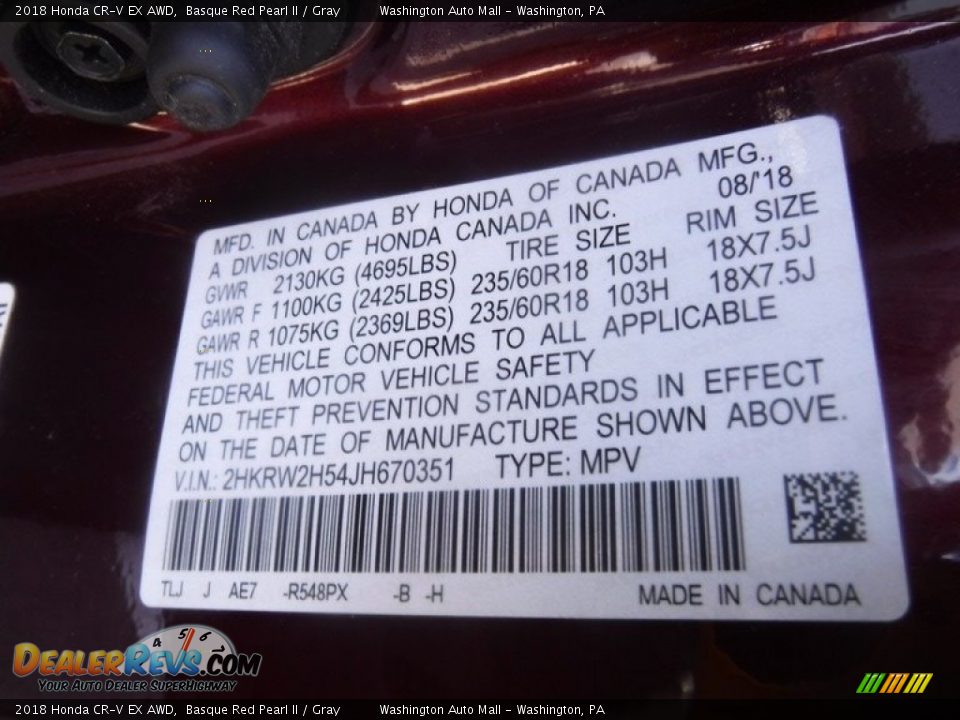 2018 Honda CR-V EX AWD, Basque Red Pearl II / Gray Washington Auto Mall - Washington, PA
MFD. IN CANADA BY HONDA OF CANADA MFG.,
A DIVISION OF HONDA CANADA INC. 08/'18
GVWR 2130KG (4695LBS) TIRE SIZE RIM SIZE
GAWR F 1100KG (2425LBS) 235/60R18 103H 18X7.5J
GAWR R 1075KG (2369LBS) 235/60R18 103H 18X7.5J
THIS VEHICLE CONFORMS TO ALL APPLICABLE
FEDERAL MOTOR VEHICLE SAFETY
AND THEFT PREVENTION STANDARDS IN EFFECT
ON THE DATE OF MANUFACTURE SHOWN ABOVE.
V.I.N.: 2HKRW2H54JH670351 TYPE: MPV
TLJ J AE7 -R548PX -B -H MADE IN CANADA
4 5 6
DEALERREVS.COM
YOUR AUTO DEALER SUPERHIGHWAY
2018 Honda CR-V EX AWD, Basque Red Pearl II / Gray Washington Auto Mall - Washington, PA